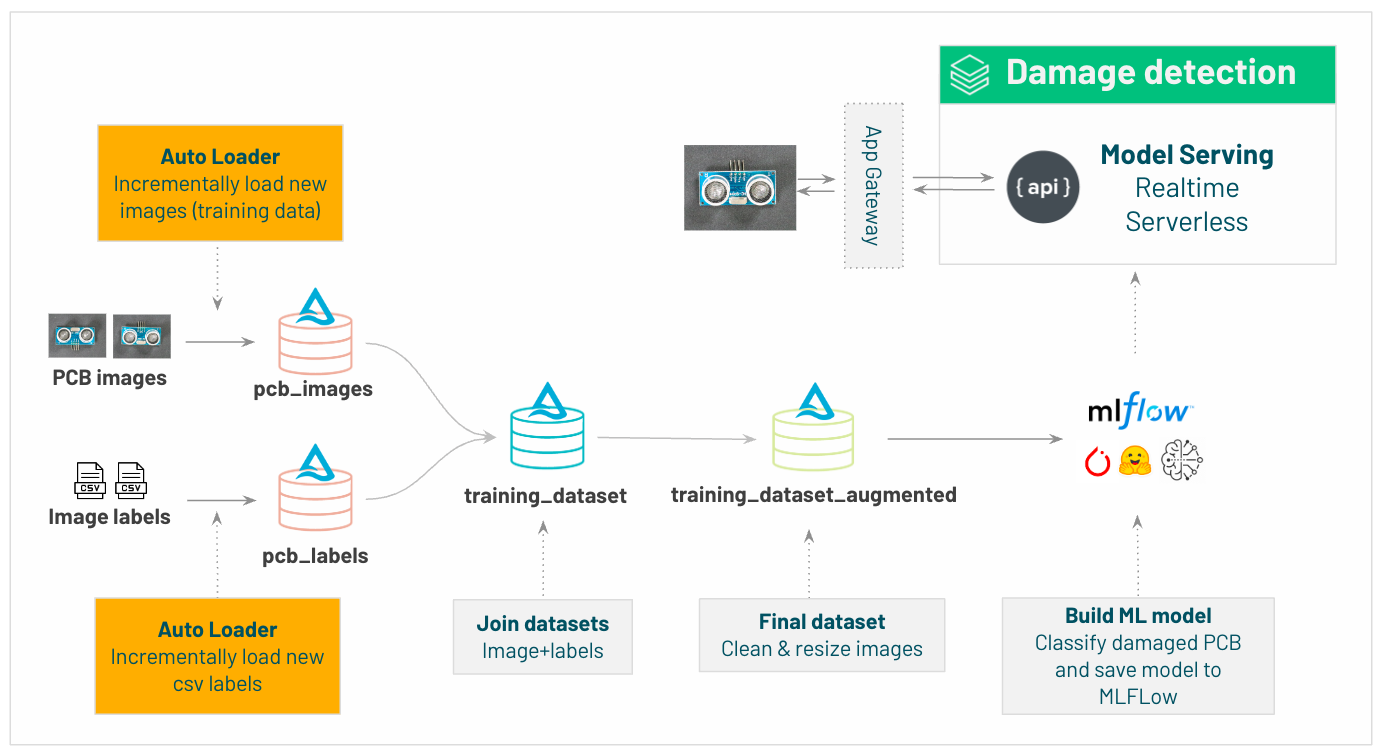 Damage detection
Auto Loader
Incrementally load new
images (training data)
App Gateway
{ api }
Model Serving
Realtime
Serverless
PCB images
pcb_images
mlflow™
CSV
CSV
Image labels
pcb_labels
training_dataset
training_dataset_augmented
Auto Loader
Incrementally load new
csv labels
Join datasets
Image+labels
Final dataset
Clean & resize images
Build ML model
Classify damaged PCB
and save model to
MLFLow